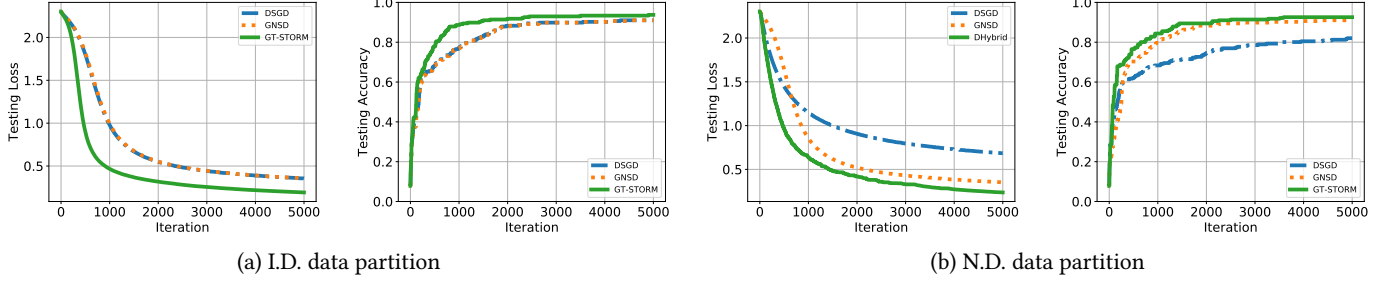 Testing Loss
2.0
1.5
1.0
0.5
0 1000 2000 3000 4000 5000
Iteration
DSGD
GNSD
GT-STORM
Testing Accuracy
1.0
0.8
0.6
0.4
0.2
0.0
0 1000 2000 3000 4000 5000
Iteration
DSGD
GNSD
GT-STORM
(a) I.D. data partition
Testing Loss
2.0
1.5
1.0
0.5
0 1000 2000 3000 4000 5000
Iteration
DSGD
GNSD
DHybrid
Testing Accuracy
1.0
0.8
0.6
0.4
0.2
0.0
0 1000 2000 3000 4000 5000
Iteration
DSGD
GNSD
GT-STORM
(b) N.D. data partition